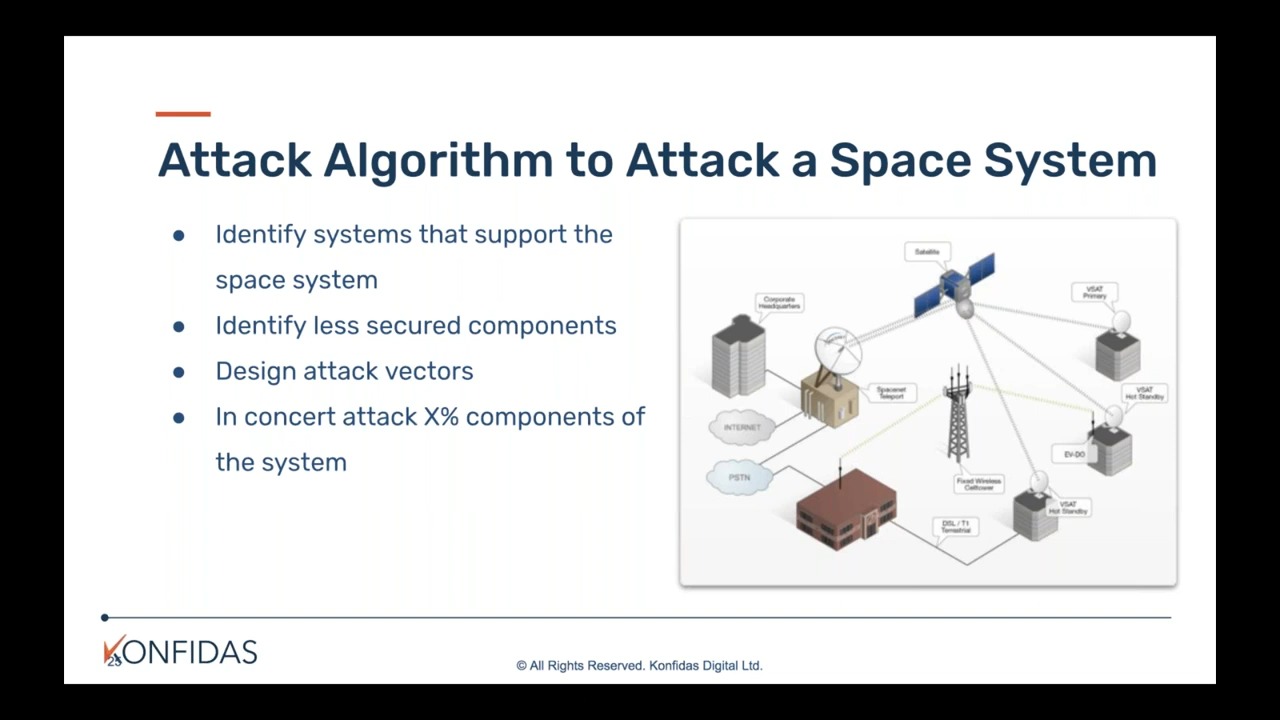 Attack Algorithm to Attack a Space System
● Identify systems that support the
space system
● Identify less secured components
● Design attack vectors
● In concert attack X% components of
the system
Satellite
VSAT
Primary
Corporate
Headquarters
Spacenet
Teleport
VSAT
Hot Standby
INTERNET
EV-DO
PSTN
Fixed Wireless
Celltower
VSAT
Hot Standby
DSL / T1
Terrestrial
KONFIDAS
23
© All Rights Reserved. Konfidas Digital Ltd.